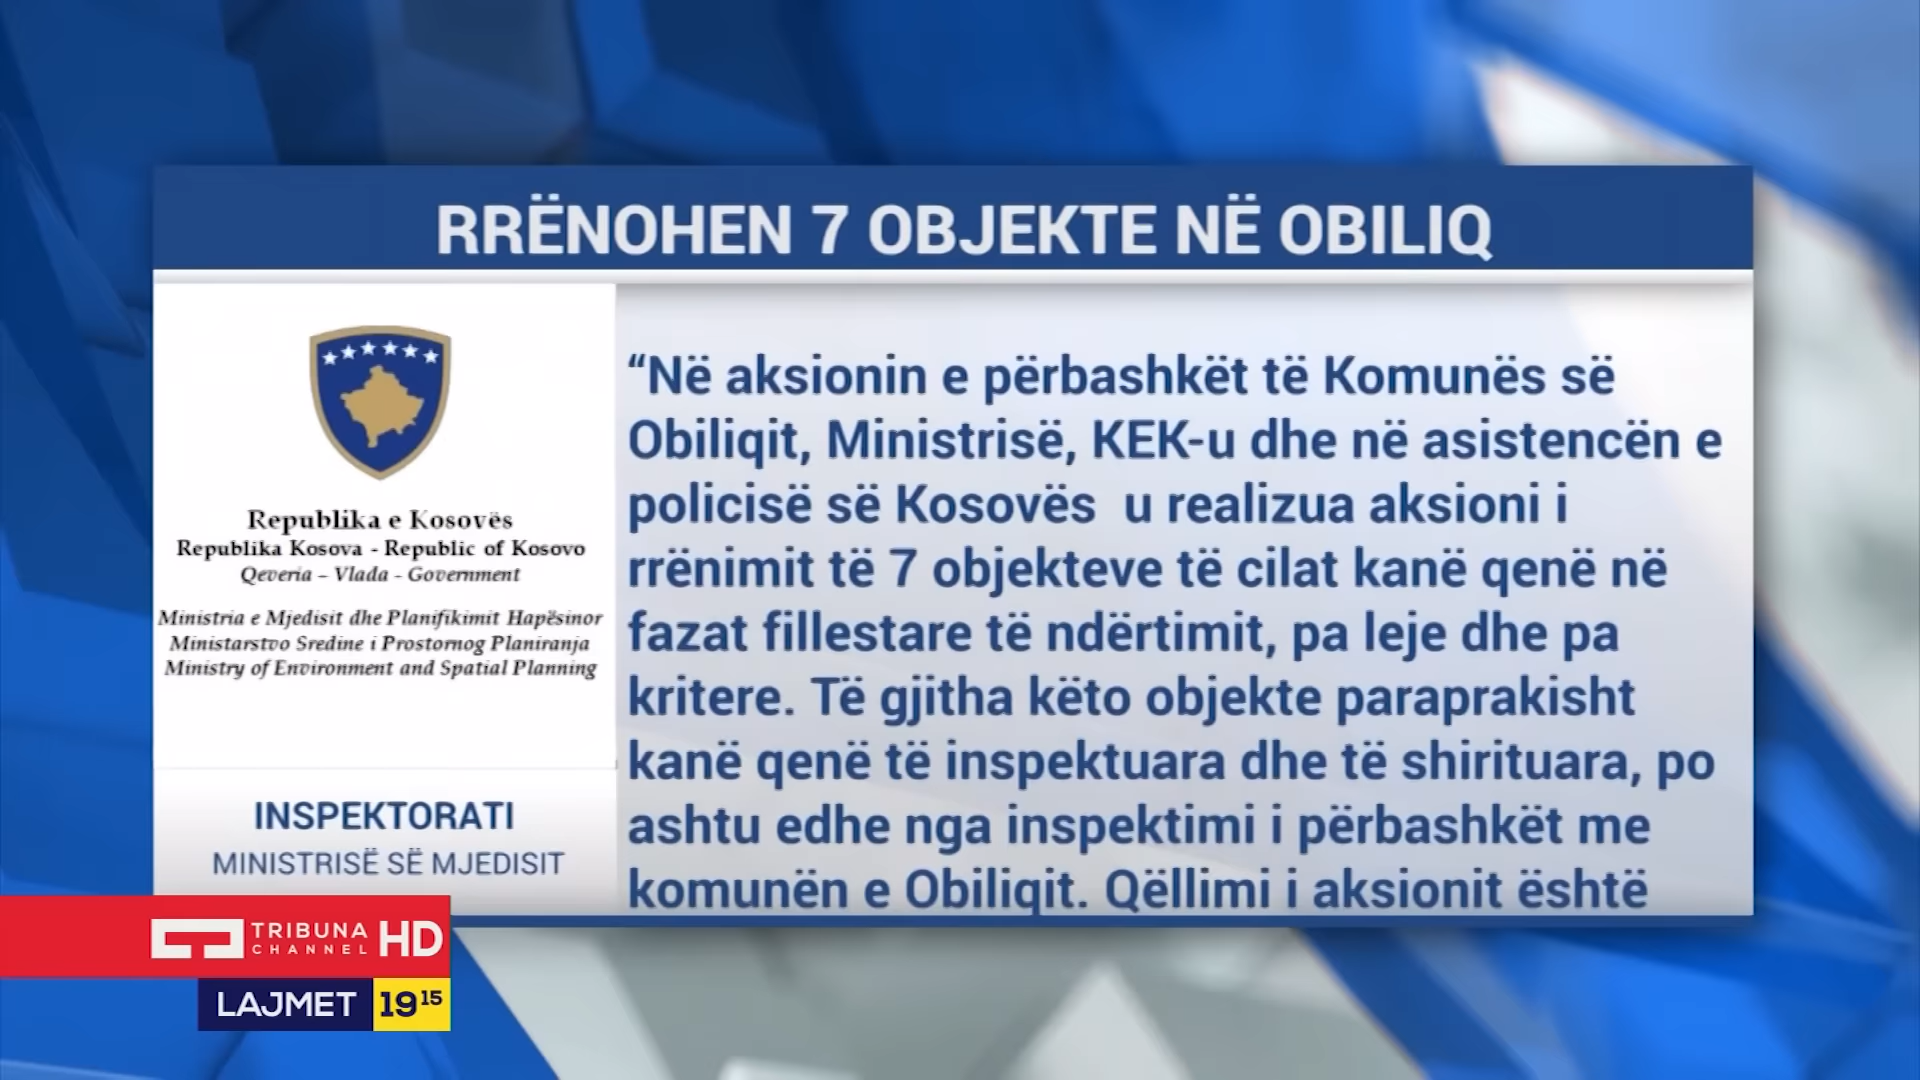 RRËNOHEN 7 OBJEKTE NË OBILIQ
Republika e Kosovës
Republika Kosova - Republic of Kosovo
Qeveria – Vlada - Government
Ministria e Mjedisit dhe Planifikimit Hapësinor
Ministarstvo Sredine i Prostornog Planiranja
Ministry of Environment and Spatial Planning
INSPEKTORATI
MINISTRISË SË MJEDISIT
“Në aksionin e përbashkët të Komunës së
Obiliqit, Ministrisë, KEK-u dhe në asistencën e
policisë së Kosovës u realizua aksioni i
rrënimit të 7 objekteve të cilat kanë qenë në
fazat fillestare të ndërtimit, pa leje dhe pa
kritere. Të gjitha këto objekte paraprakisht
kanë qenë të inspektuara dhe të shirituara, po
ashtu edhe nga inspektimi i përbashkët me
komunën e Obiliqit. Qëllimi i aksionit është
TRIBUNA
CHANNEL
HD
LAJMET 19 15